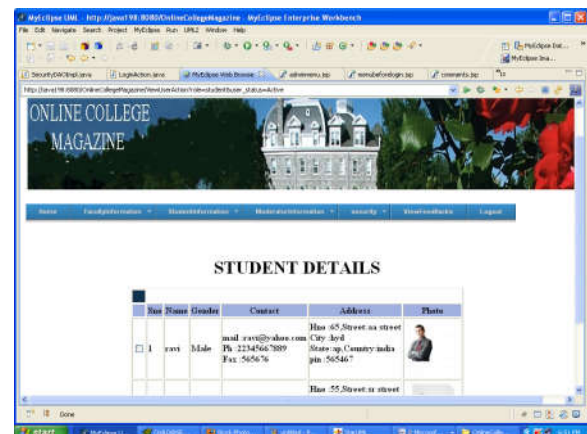 MyEclipse UML - http://java198:8080/OnlineCollegeMagazine - MyEclipse Enterprise Workbench
File Edit Navigate Search Project MyEclipse Run UML2 Window Help
SecurityDAOImpl.java LoginAction.java MyEclipse Web Browser adminmenu.jsp menubeforelogin.jsp comments.jsp
ONLINE COLLEGE
MAGAZINE
Home FacultyInformation StudentInformation ModeratorInformation security ViewFeedBacks Logout
STUDENT DETAILS
Sno Name Gender Contact Address Photo
1 ravi Male
mail :ravi@yahoo.com
Ph :22345667889
Fax :565676
Hno :65,Street:aa street
City :hyd
State:ap,Country:india
pin :565467
Hno :55,Street:sr street
Done
start